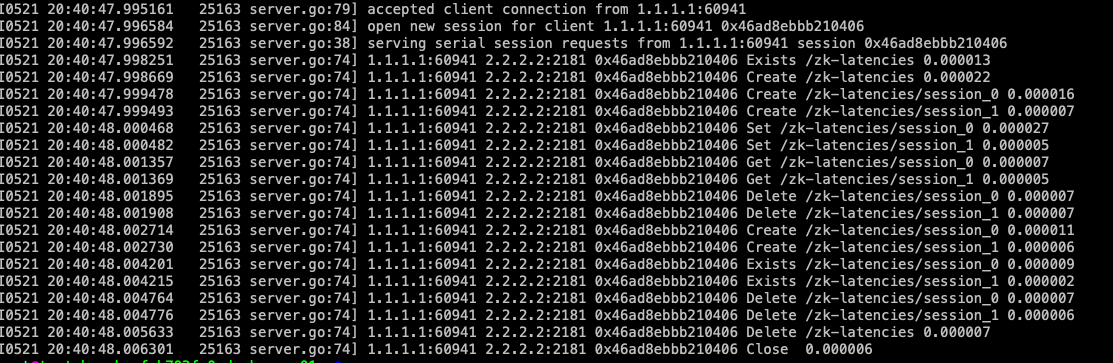 I0521 20:40:47.995161   25163 server.go:79] accepted client connection from 1.1.1.1:60941
I0521 20:40:47.996584   25163 server.go:84] open new session for client 1.1.1.1:60941 0x46ad8ebbb210406
I0521 20:40:47.996592   25163 server.go:38] serving serial session requests from 1.1.1.1:60941 session 0x46ad8ebbb210406
I0521 20:40:47.998251   25163 server.go:74] 1.1.1.1:60941 2.2.2.2:2181 0x46ad8ebbb210406 Exists /zk-latencies 0.000013
I0521 20:40:47.998669   25163 server.go:74] 1.1.1.1:60941 2.2.2.2:2181 0x46ad8ebbb210406 Create /zk-latencies 0.000022
I0521 20:40:47.999478   25163 server.go:74] 1.1.1.1:60941 2.2.2.2:2181 0x46ad8ebbb210406 Create /zk-latencies/session_0 0.000016
I0521 20:40:47.999493   25163 server.go:74] 1.1.1.1:60941 2.2.2.2:2181 0x46ad8ebbb210406 Create /zk-latencies/session_1 0.000007
I0521 20:40:48.000468   25163 server.go:74] 1.1.1.1:60941 2.2.2.2:2181 0x46ad8ebbb210406 Set /zk-latencies/session_0 0.000027
I0521 20:40:48.000482   25163 server.go:74] 1.1.1.1:60941 2.2.2.2:2181 0x46ad8ebbb210406 Set /zk-latencies/session_1 0.000005
I0521 20:40:48.001357   25163 server.go:74] 1.1.1.1:60941 2.2.2.2:2181 0x46ad8ebbb210406 Get /zk-latencies/session_0 0.000007
I0521 20:40:48.001369   25163 server.go:74] 1.1.1.1:60941 2.2.2.2:2181 0x46ad8ebbb210406 Get /zk-latencies/session_1 0.000005
I0521 20:40:48.001895   25163 server.go:74] 1.1.1.1:60941 2.2.2.2:2181 0x46ad8ebbb210406 Delete /zk-latencies/session_0 0.000007
I0521 20:40:48.001908   25163 server.go:74] 1.1.1.1:60941 2.2.2.2:2181 0x46ad8ebbb210406 Delete /zk-latencies/session_1 0.000007
I0521 20:40:48.002714   25163 server.go:74] 1.1.1.1:60941 2.2.2.2:2181 0x46ad8ebbb210406 Create /zk-latencies/session_0 0.000011
I0521 20:40:48.002730   25163 server.go:74] 1.1.1.1:60941 2.2.2.2:2181 0x46ad8ebbb210406 Create /zk-latencies/session_1 0.000006
I0521 20:40:48.004201   25163 server.go:74] 1.1.1.1:60941 2.2.2.2:2181 0x46ad8ebbb210406 Exists /zk-latencies/session_0 0.000009
I0521 20:40:48.004215   25163 server.go:74] 1.1.1.1:60941 2.2.2.2:2181 0x46ad8ebbb210406 Exists /zk-latencies/session_1 0.000002
I0521 20:40:48.004764   25163 server.go:74] 1.1.1.1:60941 2.2.2.2:2181 0x46ad8ebbb210406 Delete /zk-latencies/session_0 0.000007
I0521 20:40:48.004776   25163 server.go:74] 1.1.1.1:60941 2.2.2.2:2181 0x46ad8ebbb210406 Delete /zk-latencies/session_1 0.000006
I0521 20:40:48.005633   25163 server.go:74] 1.1.1.1:60941 2.2.2.2:2181 0x46ad8ebbb210406 Delete /zk-latencies 0.000007
I0521 20:40:48.006301   25163 server.go:74] 1.1.1.1:60941 2.2.2.2:2181 0x46ad8ebbb210406 Close  0.000006